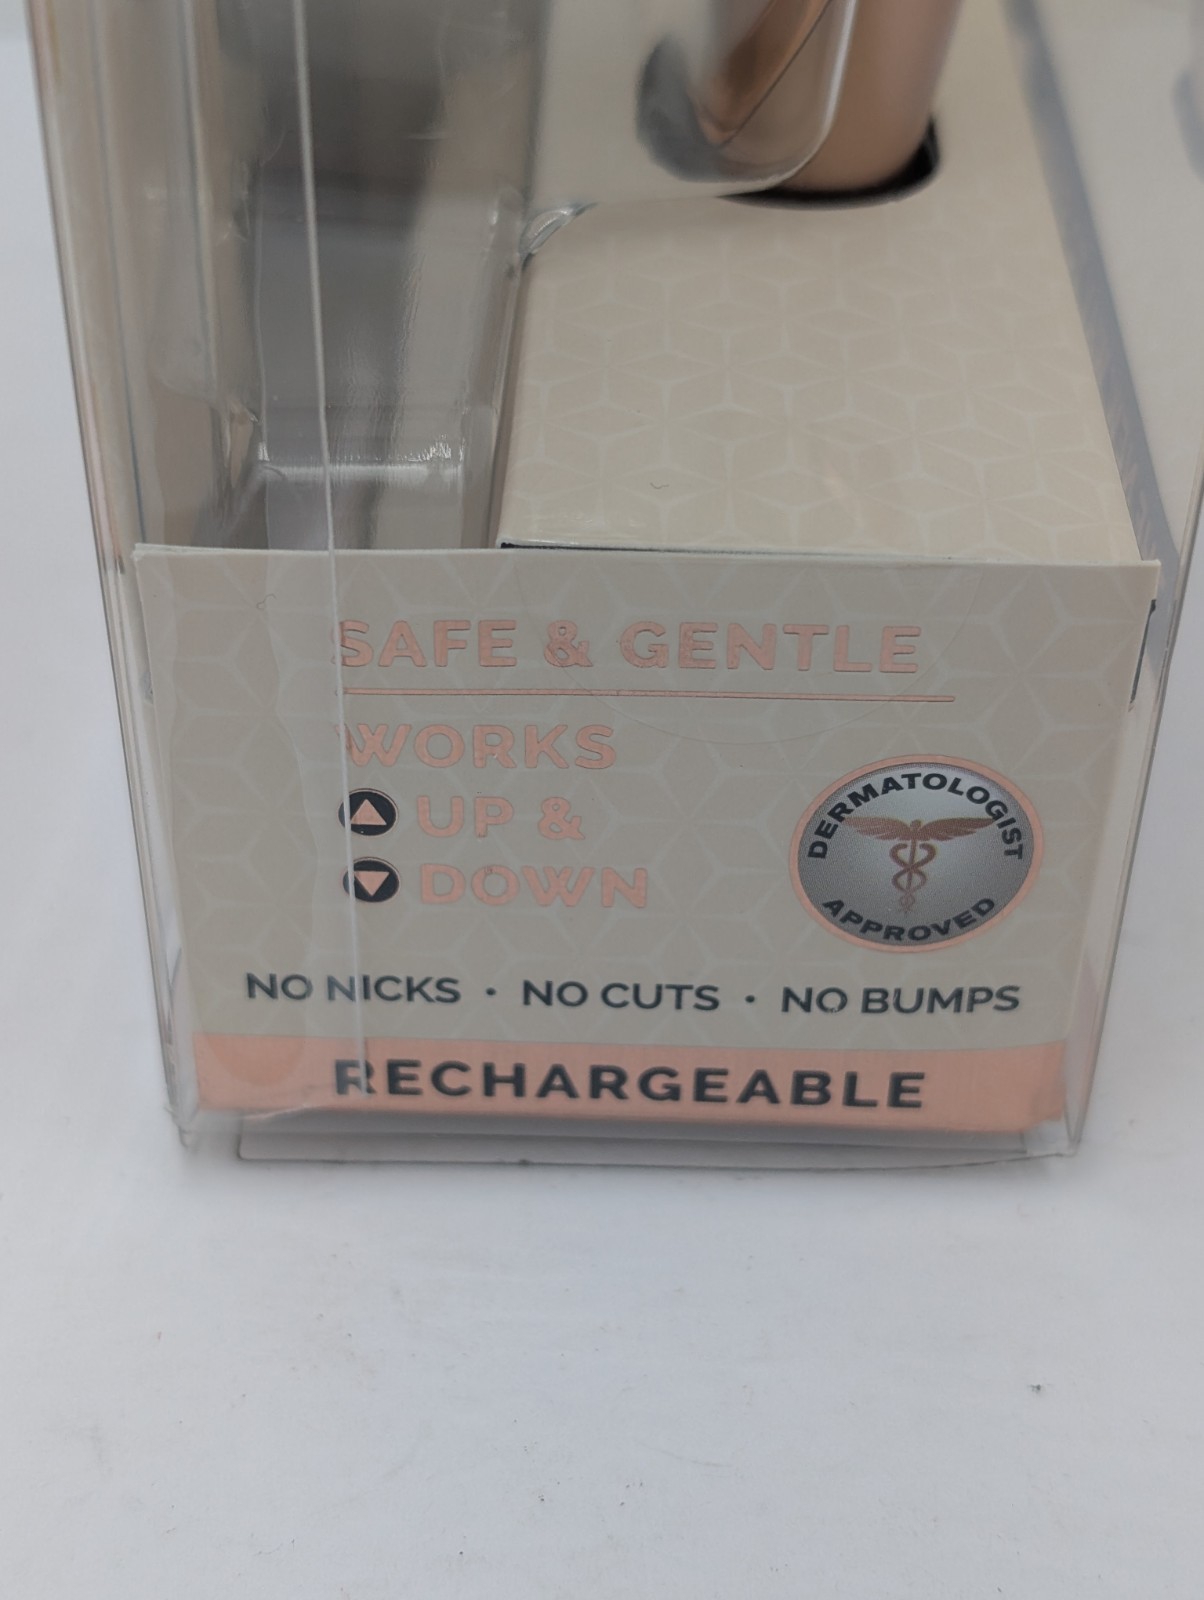 SAFE & GENTLE
WORKS
UP &
DOWN
DERMATOLOGIST
APPROVED
NO NICKS · NO CUTS · NO BUMPS
RECHARGEABLE